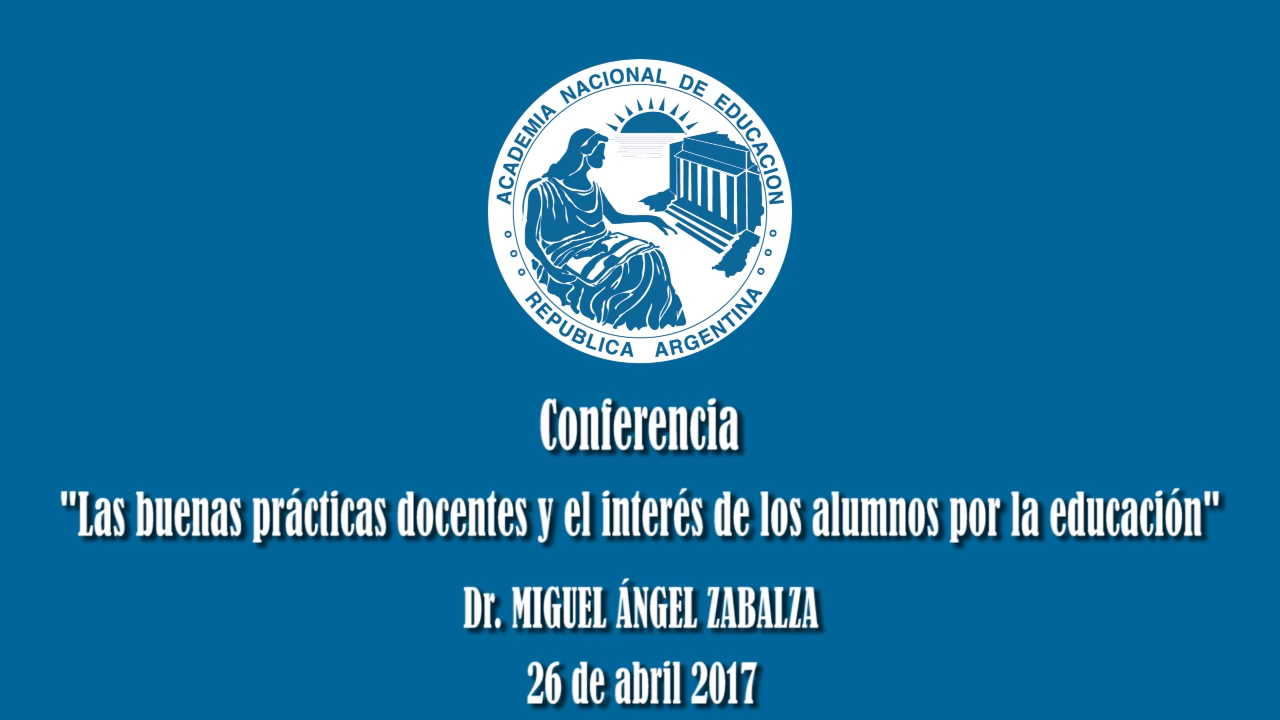 ACADEMIA NACIONAL DE EDUCACION
REPUBLICA ARGENTINA
Conferencia
"Las buenas prácticas docentes y el interés de los alumnos por la educación"
Dr. MIGUEL ÁNGEL ZABALZA
26 de abril 2017